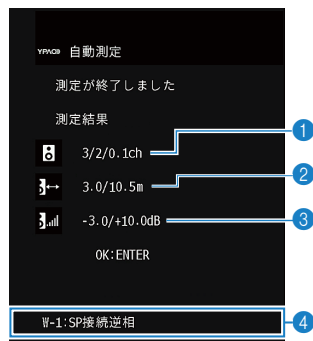 YPAO 自動測定
測定が終了しました
測定結果
3/2/0.1ch
1
3.0/10.5m
2
-3.0/+10.0dB
3
OK:ENTER
W-1:SP接続逆相
4